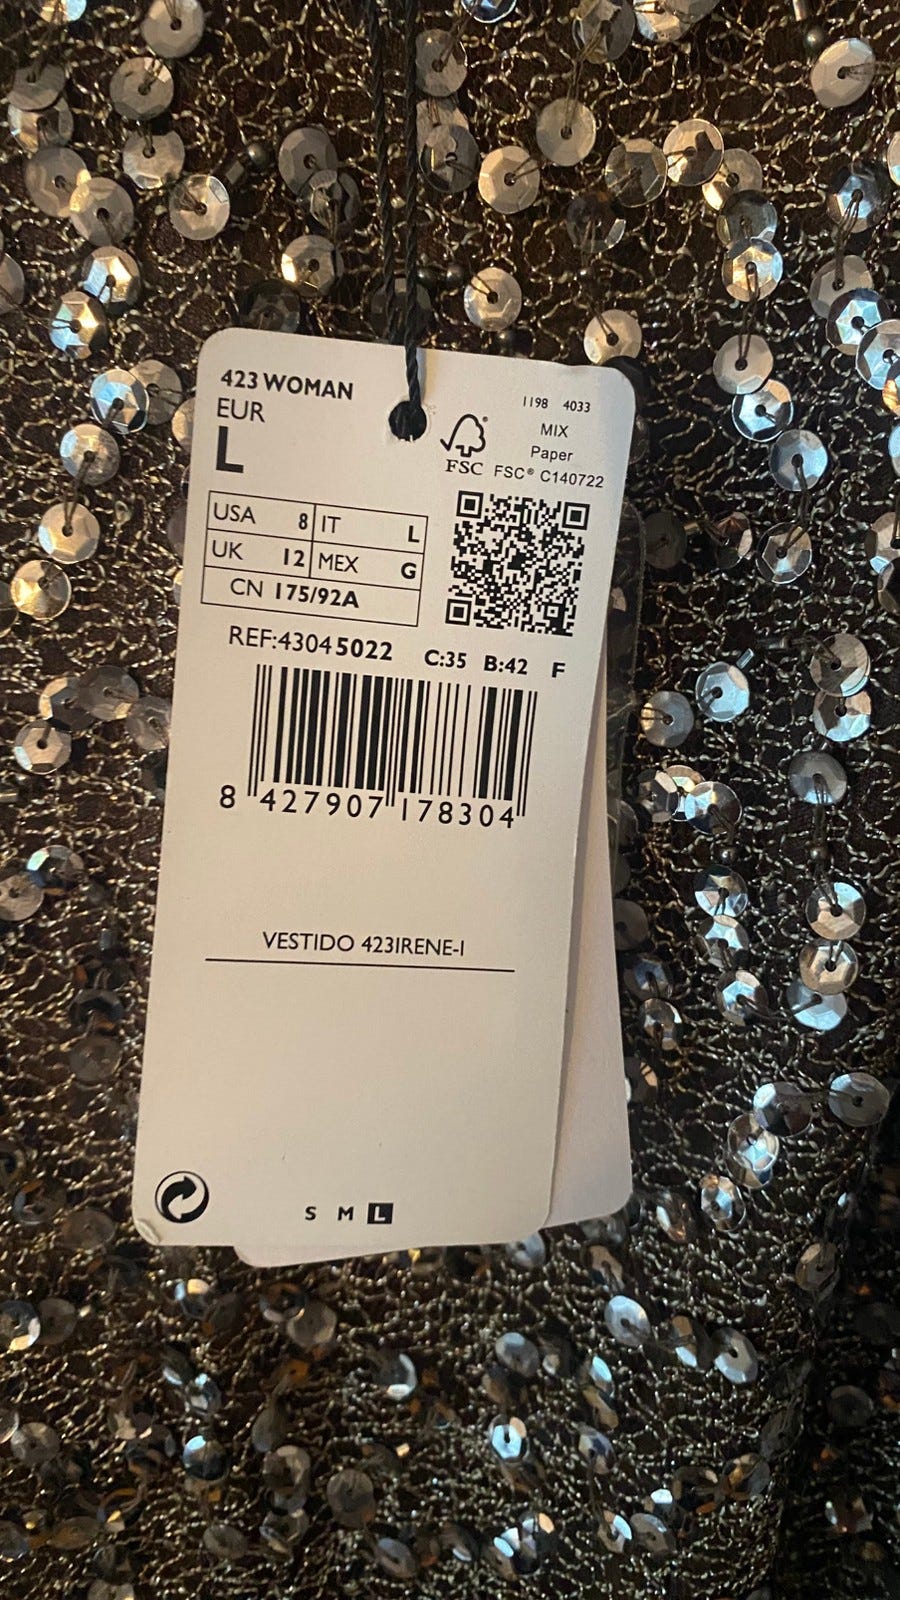 423 WOMAN
EUR
L
1198 4033
MIX
Paper
FSC® C140722
FSC
USA 8 IT L
UK 12 MEX G
CN 175/92A
REF:43045022 C:35 B:42 F
8 427907 178304
VESTIDO 423IRENE-I
S M L